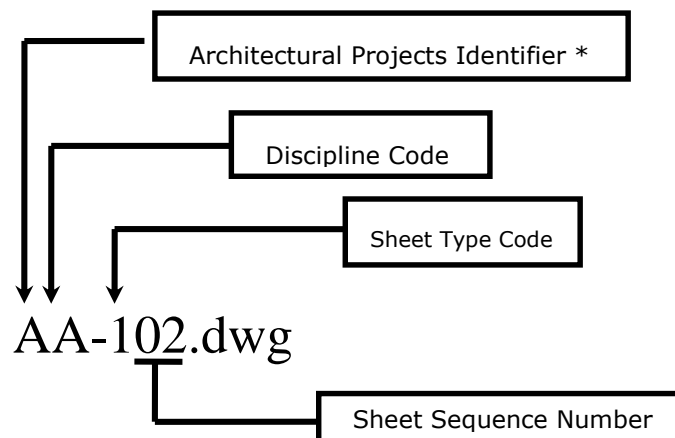 Architectural Projects Identifier *
Discipline Code
Sheet Type Code
AA-102.dwg
Sheet Sequence Number